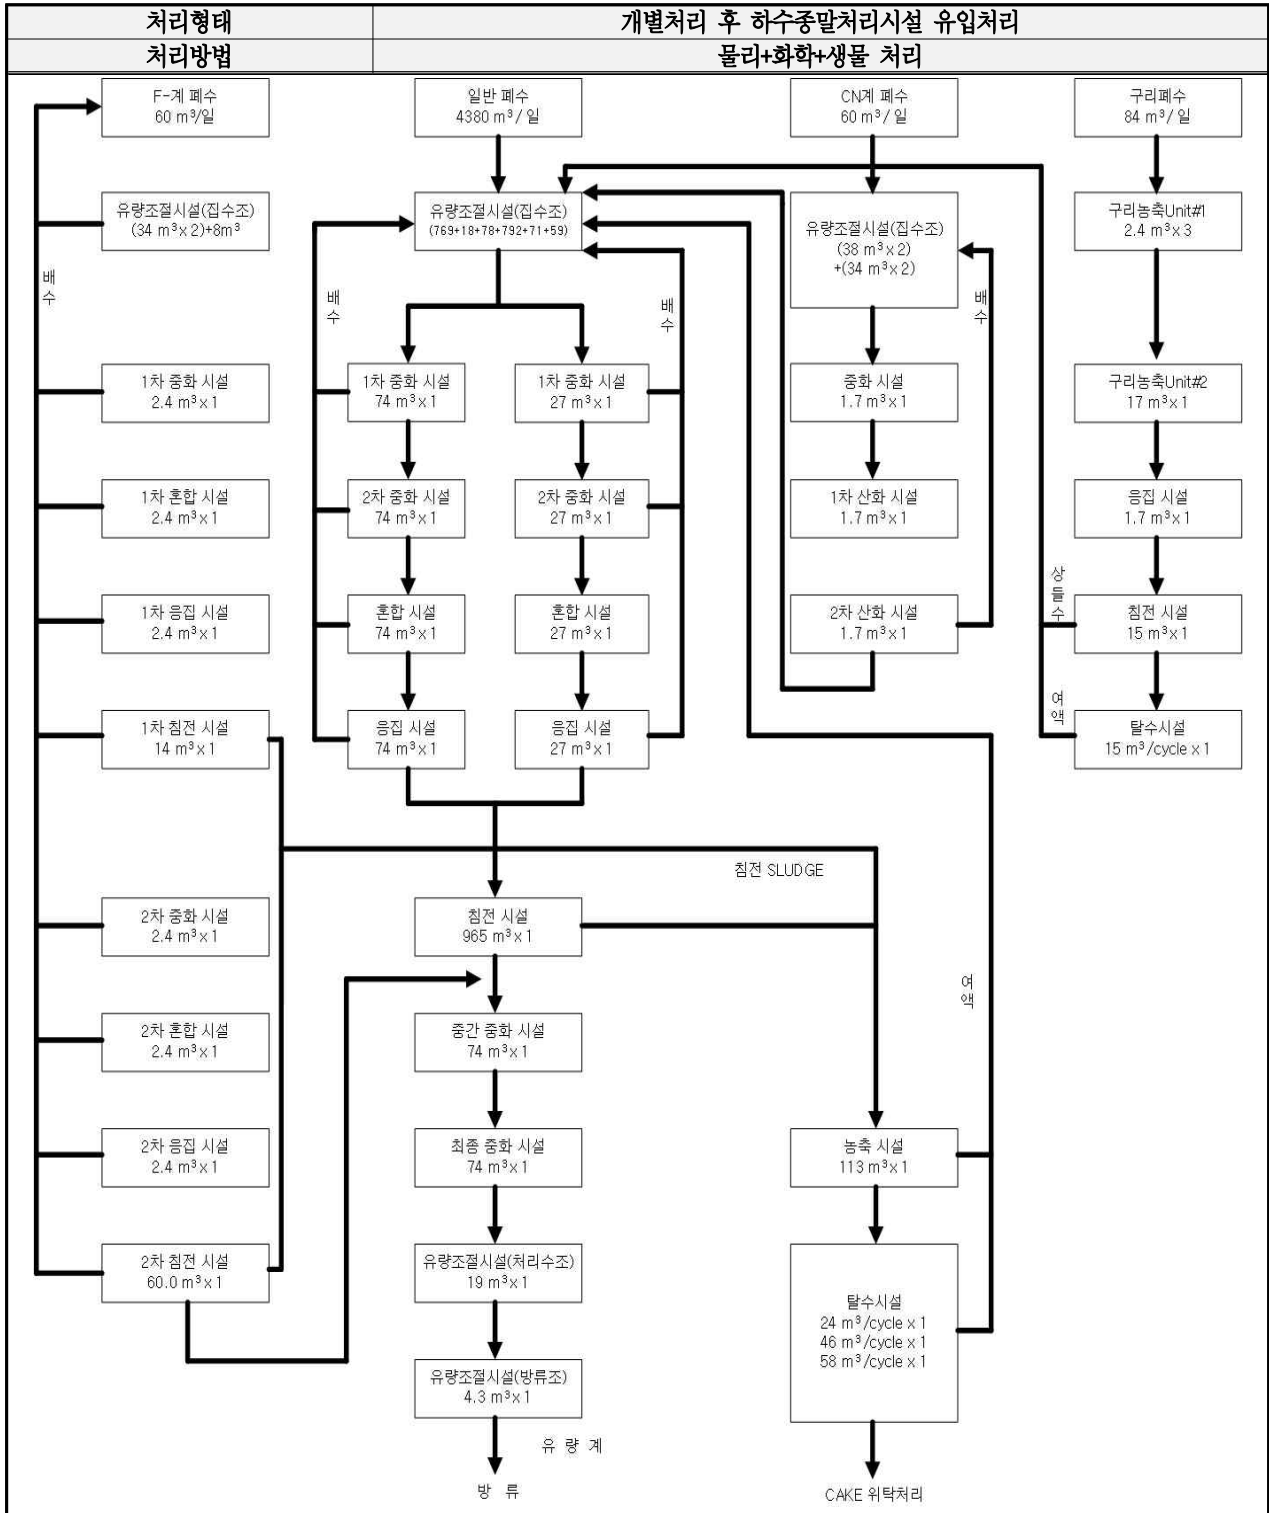 처리형태
개별처리 후 하수종말처리시설 유입처리
처리방법
물리+화학+생물 처리
F-계 폐수
60 m³/일
일반 폐수
4380 m³/ 일
CN계 폐수
60 m³/ 일
구리폐수
84 m³/ 일
유량조절시설(집수조)
(34 m³x 2)+8m³
유량조절시설(집수조)
(769+18+78+792+71+59)
유량조절시설(집수조)
(38 m³x 2)
+(34 m³x 2)
구리농축Unit#1
2.4 m³x 3
배
수
배
수
배
수
배
수
1차 중화 시설
2.4 m³x 1
1차 중화 시설
74 m³x 1
1차 중화 시설
27 m³x 1
중화 시설
1.7 m³x 1
구리농축Unit#2
17 m³x 1
1차 혼합 시설
2.4 m³x 1
2차 중화 시설
74 m³x 1
2차 중화 시설
27 m³x 1
1차 산화 시설
1.7 m³x 1
응집 시설
1.7 m³x 1
1차 응집 시설
2.4 m³x 1
혼합 시설
74 m³x 1
혼합 시설
27 m³x 1
2차 산화 시설
1.7 m³x 1
상
등
수
침전 시설
15 m³x 1
1차 침전 시설
14 m³x 1
응집 시설
74 m³x 1
응집 시설
27 m³x 1
여
액
탈수시설
15 m³/cycle x 1
침전 SLUDGE
2차 중화 시설
2.4 m³x 1
침전 시설
965 m³x 1
여
액
2차 혼합 시설
2.4 m³x 1
중간 중화 시설
74 m³x 1
2차 응집 시설
2.4 m³x 1
최종 중화 시설
74 m³x 1
농축 시설
113 m³x 1
2차 침전 시설
60.0 m³x 1
유량조절시설(처리수조)
19 m³x 1
탈수시설
24 m³/cycle x 1
46 m³/cycle x 1
58 m³/cycle x 1
유량조절시설(방류조)
4.3 m³x 1
유 량 계
방 류
CAKE 위탁처리